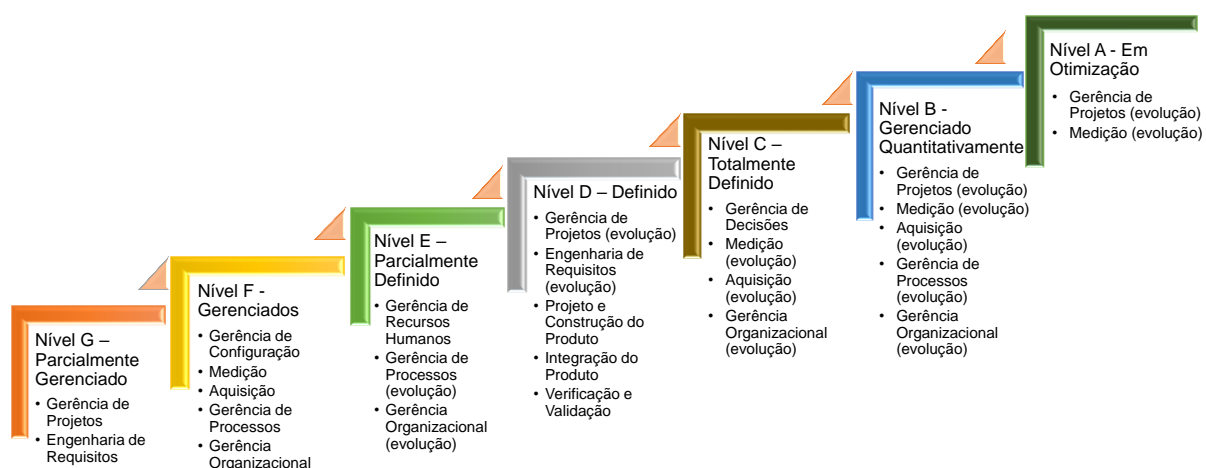 Nível G –
Parcialmente
Gerenciado
• Gerência de
Projetos
• Engenharia de
Requisitos
Nível F -
Gerenciados
• Gerência de
Configuração
• Medição
• Aquisição
• Gerência de
Processos
• Gerência
Organizacional
Nível E –
Parcialmente
Definido
• Gerência de
Recursos
Humanos
• Gerência de
Processos
(evolução)
• Gerência
Organizacional
(evolução)
Nível D – Definido
• Gerência de
Projetos (evolução)
• Engenharia de
Requisitos
(evolução)
• Projeto e
Construção do
Produto
• Integração do
Produto
• Verificação e
Validação
Nível C –
Totalmente
Definido
• Gerência de
Decisões
• Medição
(evolução)
• Aquisição
(evolução)
• Gerência
Organizacional
(evolução)
Nível B -
Gerenciado
Quantitativamente
• Gerência de
Projetos (evolução)
• Medição (evolução)
• Aquisição
(evolução)
• Gerência de
Processos
(evolução)
• Gerência
Organizacional
(evolução)
Nível A - Em
Otimização
• Gerência de
Projetos (evolução)
• Medição (evolução)